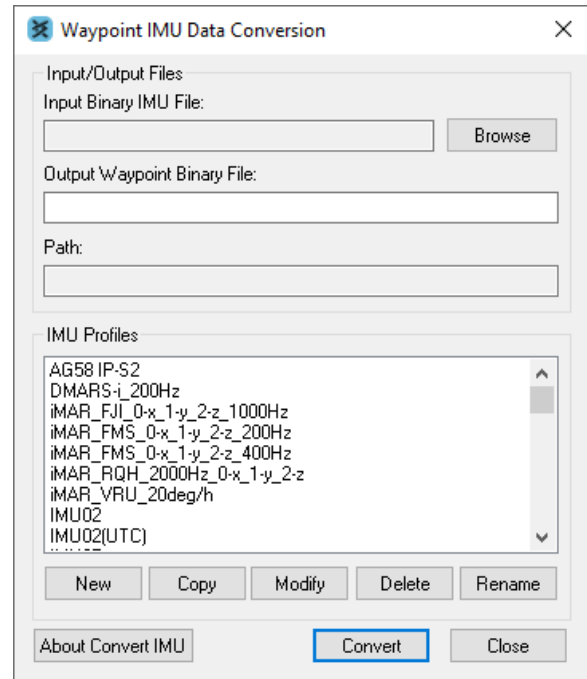 Waypoint IMU Data Conversion
Input/Output Files
Input Binary IMU File:
Browse
Output Waypoint Binary File:
Path:
IMU Profiles
AG58 IP-S2
DMARS-i_200Hz
iMAR_FJI_0-x_1-y_2-z_1000Hz
iMAR_FMS_0-x_1-y_2-z_200Hz
iMAR_FMS_0-x_1-y_2-z_400Hz
iMAR_RQH_2000Hz_0-x_1-y_2-z
iMAR_VRU_20deg/h
IMU02
IMU02(UTC)
New Copy Modify Delete Rename
About Convert IMU Convert Close